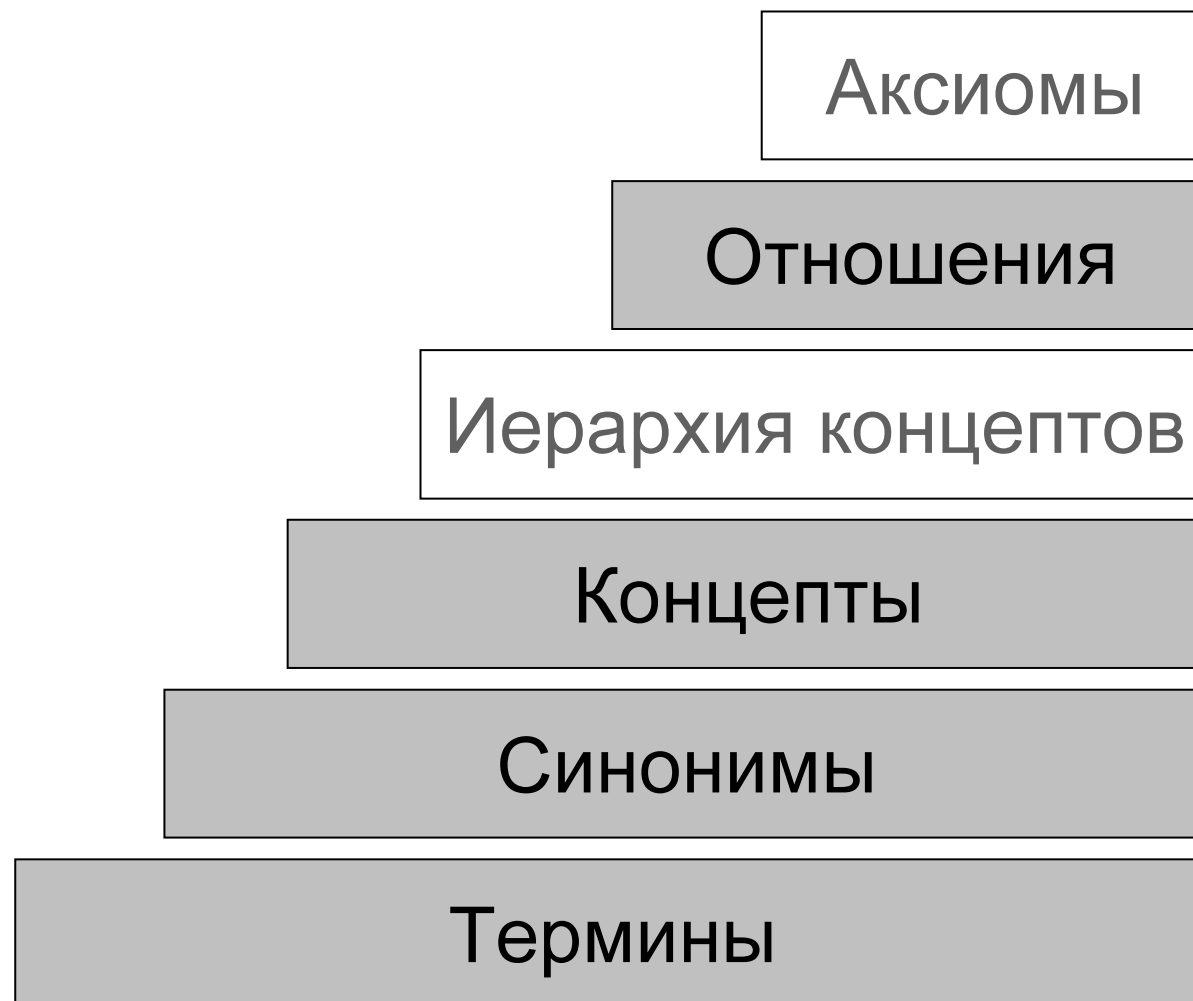 Аксиомы
Отношения
Иерархия концептов
Концепты
Синонимы
Термины